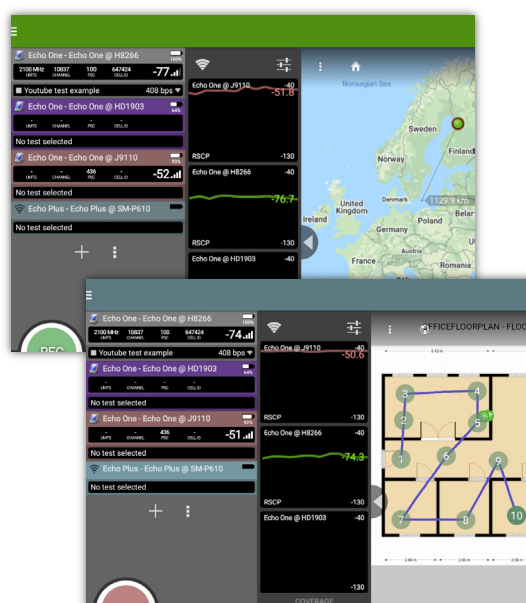 Echo One - Echo One @ H8266
100%
2100 MHz 10837 100 647424
UMTS CHANNEL PSC CELL ID
-77
Youtube test example 408 bps
Echo One - Echo One @ HD1903
64%
- - - -
UMTS CHANNEL PSC CELL ID
No test selected
Echo One - Echo One @ J9110
93%
- - 436 -
UMTS CHANNEL PSC CELL ID
-52
No test selected
Echo Plus - Echo Plus @ SM-P610
No test selected
REC
Echo One @ J9110 -40
-51.8
RSCP -130
Echo One @ H8266 -40
-76.7
RSCP -130
Echo One @ HD1903 -40
Norwegian Sea
Sweden
Finland
Norway
1129.9 km
Denmark
United
Kingdom
Ireland
Belar
Poland
Germany
U
Austria
France
Romania
Italy
Echo One - Echo One @ H8266
100%
2100 MHz 10837 100 647424
UMTS CHANNEL PSC CELL ID
-74
Youtube test example 408 bps
Echo One - Echo One @ HD1903
64%
- - - -
UMTS CHANNEL PSC CELL ID
No test selected
Echo One - Echo One @ J9110
92%
- - 436 -
UMTS CHANNEL PSC CELL ID
-51
No test selected
Echo Plus - Echo Plus @ SM-P610
No test selected
Echo One @ J9110 -40
-50.6
RSCP -130
Echo One @ H8266 -40
-74.3
RSCP -130
Echo One @ HD1903 -40
-130
COVERAGE
FFICEFLOORPLAN - FLOO
3
4
2
5
1
6
9
7
8
10